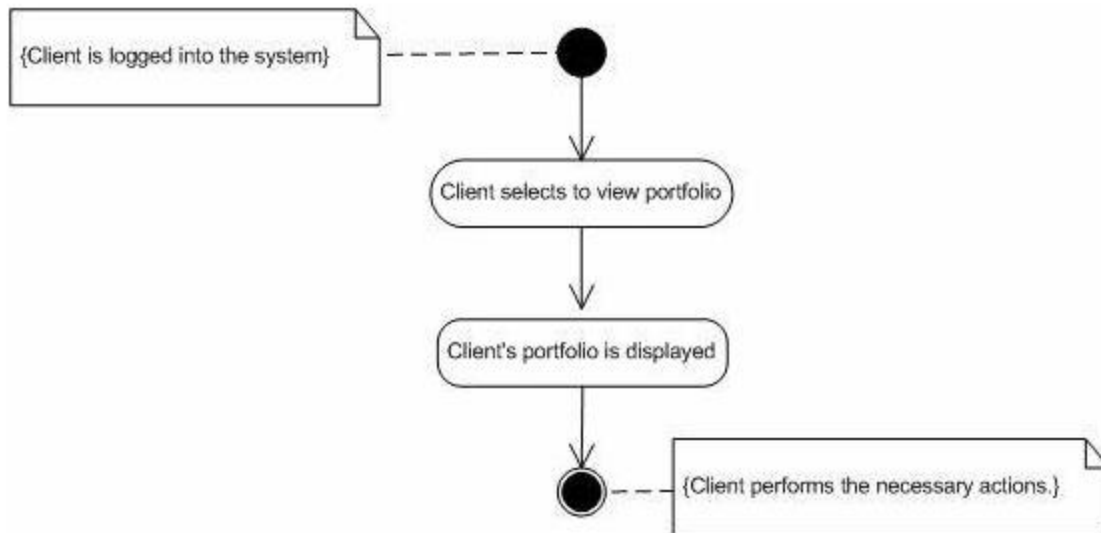 {Client is logged into the system}
Client selects to view portfolio
Client's portfolio is displayed
{Client performs the necessary actions.}